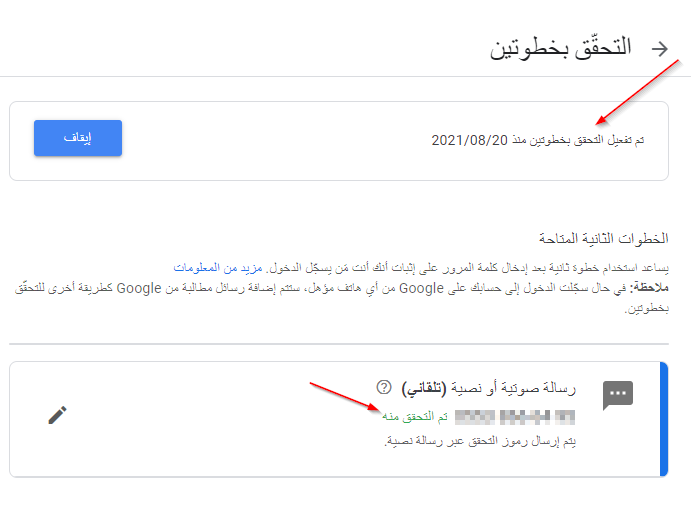 التحقّق بخطوتين
تم تفعيل التحقق بخطوتين منذ 2021/08/20
إيقاف
الخطوات الثانية المتاحة
يساعد استخدام خطوة ثانية بعد إدخال كلمة المرور على إثبات أنك أنت مَن يسجّل الدخول. مزيد من المعلومات
ملاحظة: في حال سجّلت الدخول إلى حسابك على Google من أي هاتف مؤهل، ستتم إضافة رسائل مطالبة من Google كطريقة أخرى للتحقّق
بخطوتين.
رسالة صوتية أو نصية (تلقائي)
تم التحقق منه
يتم إرسال رموز التحقق عبر رسالة نصية.